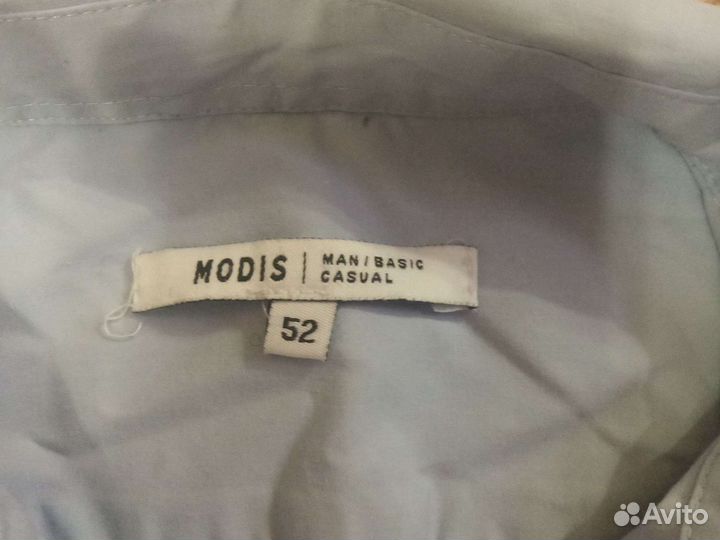 MODIS | MAN / BASIC
CASUAL
52
Avito